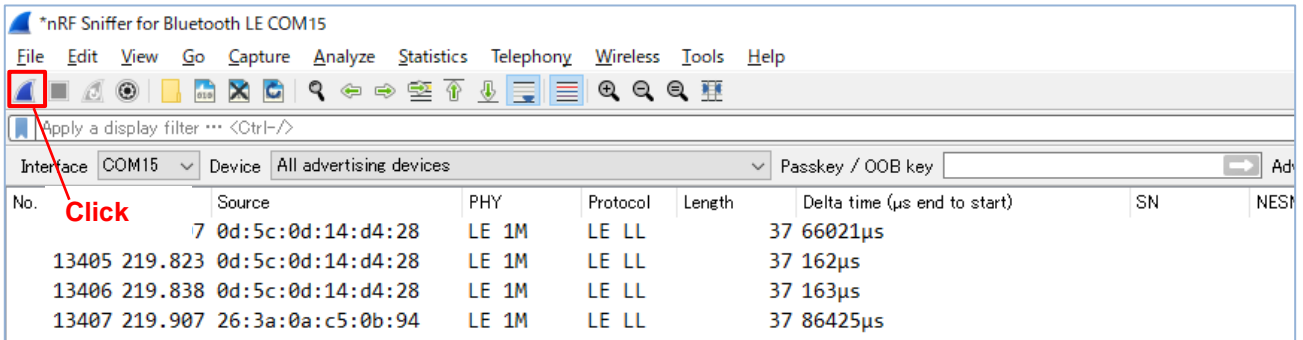 *nRF Sniffer for Bluetooth LE COM15
File Edit View Go Capture Analyze Statistics Telephony Wireless Tools Help
Apply a display filter … <Ctrl-/>
Interface COM15 Device All advertising devices Passkey / OOB key Adv
No. Source PHY Protocol Length Delta time (μs end to start) SN NESN
Click
7 0d:5c:0d:14:d4:28 LE 1M LE LL 37 66021μs
13405 219.823 0d:5c:0d:14:d4:28 LE 1M LE LL 37 162μs
13406 219.838 0d:5c:0d:14:d4:28 LE 1M LE LL 37 163μs
13407 219.907 26:3a:0a:c5:0b:94 LE 1M LE LL 37 86425μs